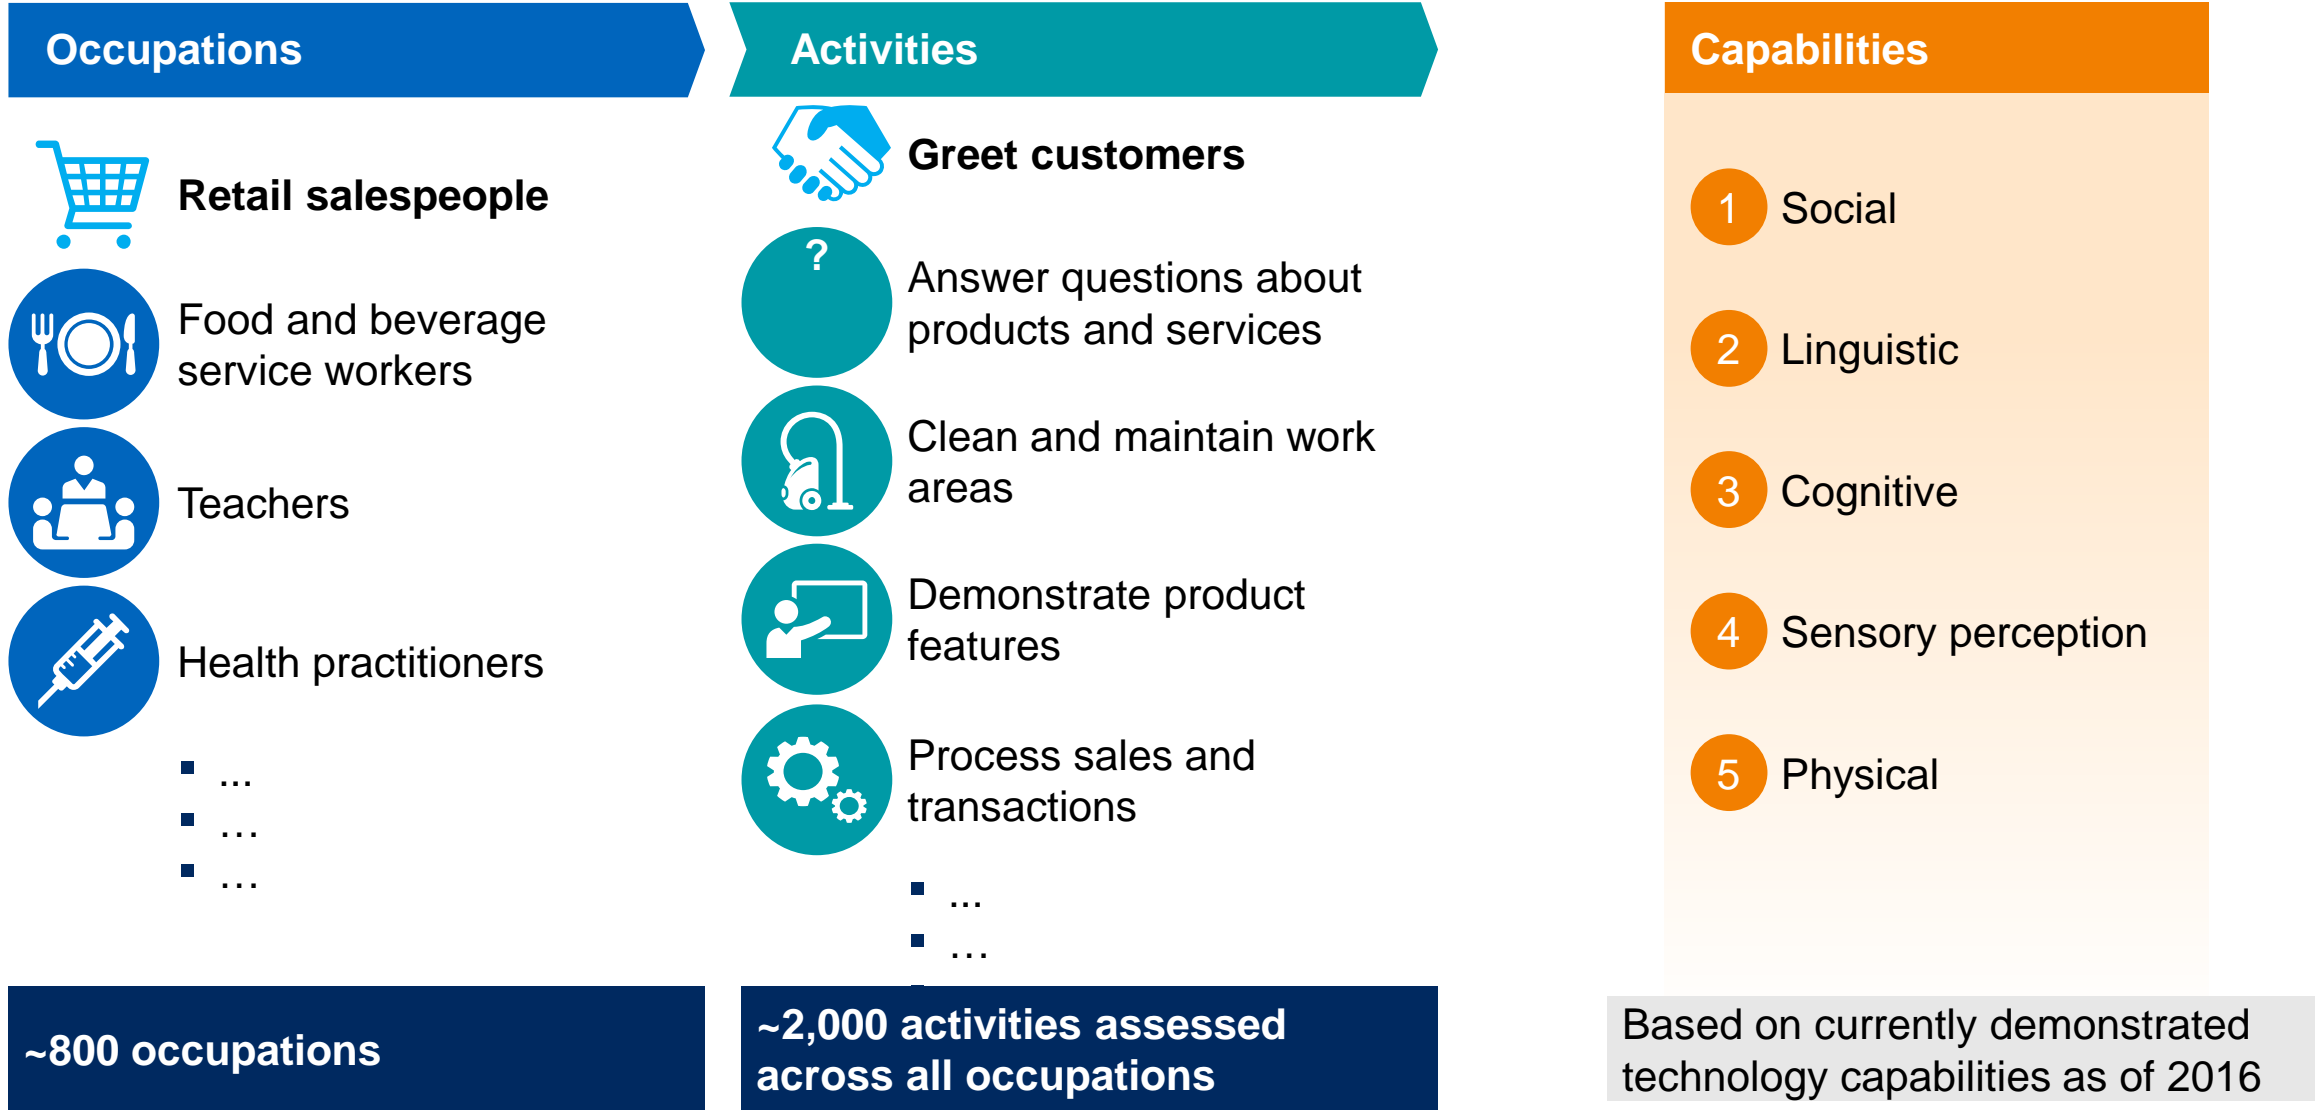 Occupations
Retail salespeople
Food and beverage
service workers
Teachers
Health practitioners
...
…
…
~800 occupations
Activities
Greet customers
?
Answer questions about
products and services
Clean and maintain work
areas
Demonstrate product
features
Process sales and
transactions
...
…
~2,000 activities assessed
across all occupations
Capabilities
1 Social
2 Linguistic
3 Cognitive
4 Sensory perception
5 Physical
Based on currently demonstrated
technology capabilities as of 2016